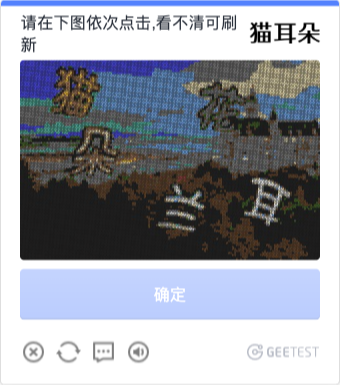 请在下图依次点击,看不清可刷新
猫耳朵
猫 花
朵
兰 耳
确定
GEETEST